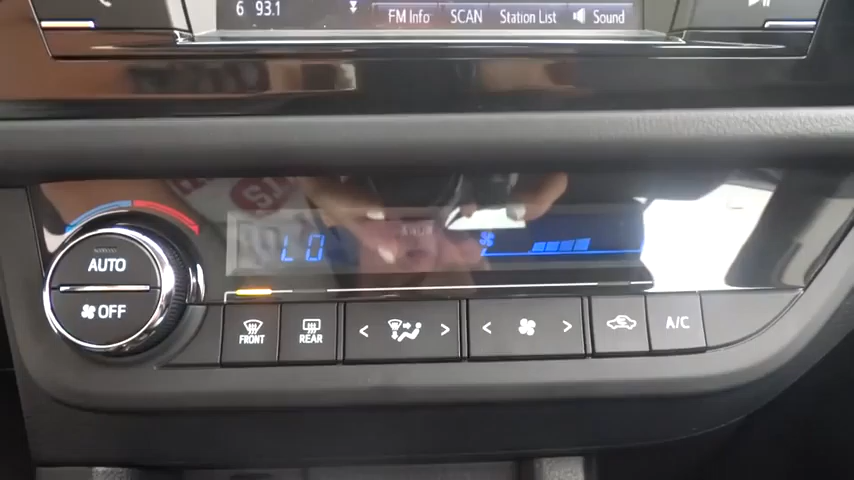 6 93.1
FM Info SCAN Station List Sound
LO
AUTO
OFF
FRONT REAR A/C